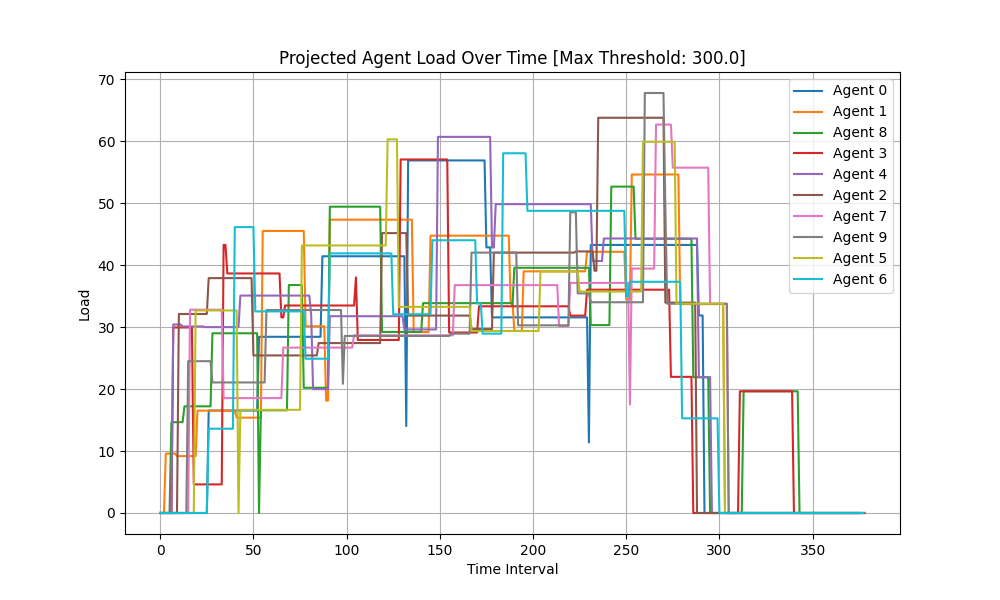 Projected Agent Load Over Time [Max Threshold: 300.0]
Load
70
60
50
40
30
20
10
0
0 50 100 150 200 250 300 350
Time Interval
Agent 0
Agent 1
Agent 8
Agent 3
Agent 4
Agent 2
Agent 7
Agent 9
Agent 5
Agent 6